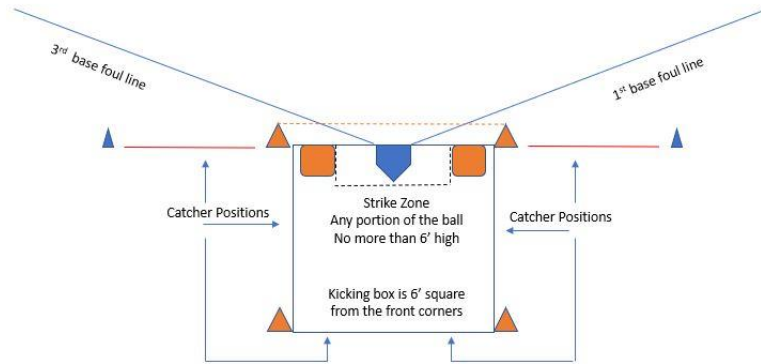 3rd base foul line
1st base foul line
Strike Zone
Any portion of the ball
No more than 6' high
Catcher Positions
Catcher Positions
Kicking box is 6' square
from the front corners